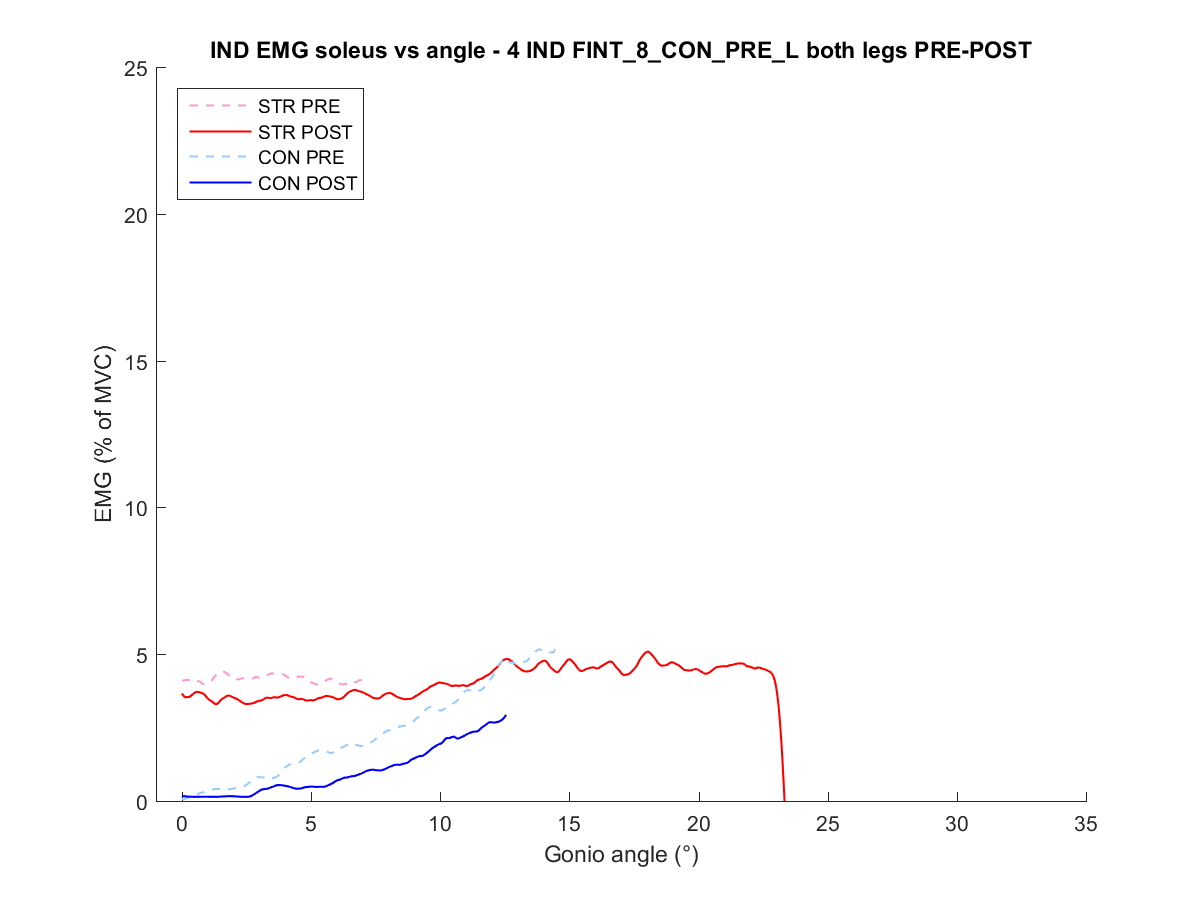 IND EMG soleus vs angle - 4 IND FINT_8_CON_PRE_L both legs PRE-POST
25
20
15
10
5
0
EMG (% of MVC)
STR PRE
STR POST
CON PRE
CON POST
0 5 10 15 20 25 30 35
Gonio angle (°)